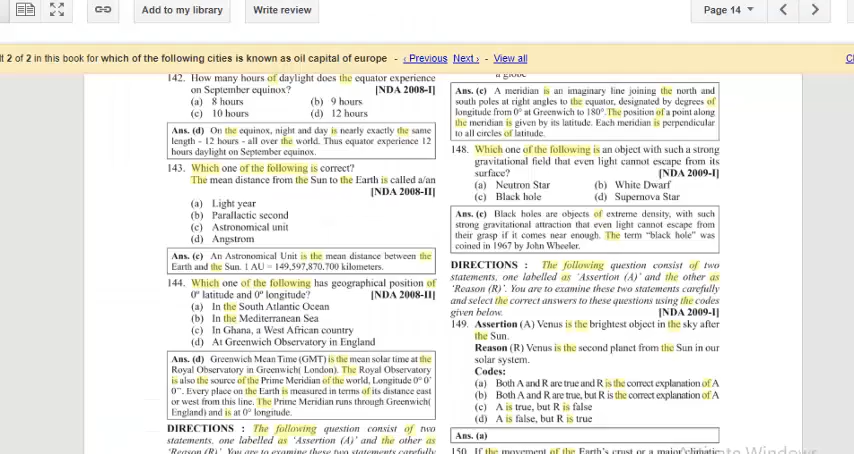 Add to my library
Write review
Page 14
t 2 of 2 in this book for which of the following cities is known as oil capital of europe - ‹ Previous Next › - View all
142. How many hours of daylight does the equator experience
on September equinox? [NDA 2008-I]
(a) 8 hours (b) 9 hours
(c) 10 hours (d) 12 hours
Ans. (d) On the equinox, night and day is nearly exactly the same
length - 12 hours - all over the world. Thus equator experience 12
hours daylight on September equinox.
143. Which one of the following is correct?
The mean distance from the Sun to the Earth is called a/an
[NDA 2008-II]
(a) Light year
(b) Parallactic second
(c) Astronomical unit
(d) Angstrom
Ans. (c) An Astronomical Unit is the mean distance between the
Earth and the Sun. 1 AU = 149,597,870,700 kilometers.
144. Which one of the following has geographical position of
0º latitude and 0º longitude? [NDA 2008-II]
(a) In the South Atlantic Ocean
(b) In the Mediterranean Sea
(c) In Ghana, a West African country
(d) At Greenwich Observatory in England
Ans. (d) Greenwich Mean Time (GMT) is the mean solar time at the
Royal Observatory in Greenwich( London). The Royal Observatory
is also the source of the Prime Meridian of the world, Longitude 0° 0'
0". Every place on the Earth is measured in terms of its distance east
or west from this line. The Prime Meridian runs through Greenwich(
England) and is at 0° longitude.
DIRECTIONS : The following question consist of two
statements, one labelled as 'Assertion (A)' and the other as
'Reason (R)'. You are to examine these two statements carefully
a globe
Ans. (c) A meridian is an imaginary line joining the north and
south poles at right angles to the equator, designated by degrees of
longitude from 0° at Greenwich to 180°. The position of a point along
the meridian is given by its latitude. Each meridian is perpendicular
to all circles of latitude.
148. Which one of the following is an object with such a strong
gravitational field that even light cannot escape from its
surface? [NDA 2009-I]
(a) Neutron Star (b) White Dwarf
(c) Black hole (d) Supernova Star
Ans. (c) Black holes are objects of extreme density, with such
strong gravitational attraction that even light cannot escape from
their grasp if it comes near enough. The term "black hole" was
coined in 1967 by John Wheeler.
DIRECTIONS : The following question consist of two
statements, one labelled as 'Assertion (A)' and the other as
'Reason (R)'. You are to examine these two statements carefully
and select the correct answers to these questions using the codes
given below. [NDA 2009-I]
149. Assertion (A) Venus is the brightest object in the sky after
the Sun.
Reason (R) Venus is the second planet from the Sun in our
solar system.
Codes:
(a) Both A and R are true and R is the correct explanation of A
(b) Both A and R are true, but R is the correct explanation of A
(c) A is true, but R is false
(d) A is false, but R is true
Ans. (a)
150. If the movement of the Earth's crust or a major climatic